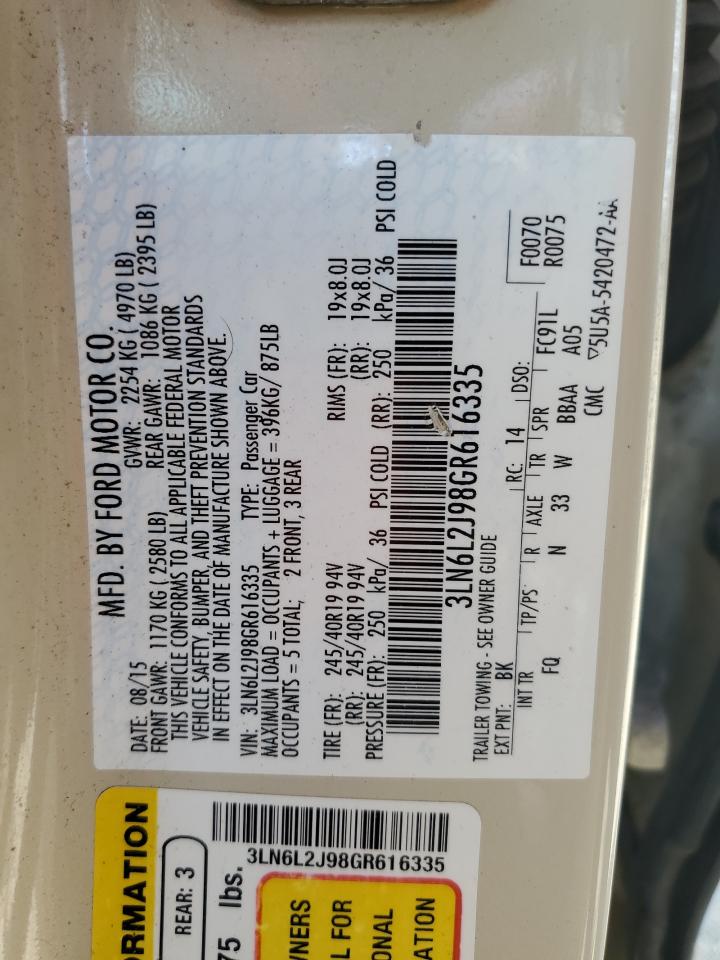 MFD. BY FORD MOTOR CO.
DATE: 08/15 GVWR: 2254 KG ( 4970 LB)
FRONT GAWR: 1170 KG ( 2580 LB) REAR GAWR: 1086 KG ( 2395 LB)
THIS VEHICLE CONFORMS TO ALL APPLICABLE FEDERAL MOTOR
VEHICLE SAFETY, BUMPER, AND THEFT PREVENTION STANDARDS
IN EFFECT ON THE DATE OF MANUFACTURE SHOWN ABOVE.
VIN: 3LN6L2J98GR616335 TYPE: Passenger Car
MAXIMUM LOAD = OCCUPANTS + LUGGAGE = 396KG/ 875LB
OCCUPANTS = 5 TOTAL; 2 FRONT, 3 REAR
TIRE (FR): 245/40R19 94V RIMS (FR): 19x8.0J
(RR): 245/40R19 94V (RR): 19x8.0J
PRESSURE (FR): 250 kPa/ 36 PSI COLD (RR): 250 kPa/ 36 PSI COLD
3LN6L2J98GR616335
TRAILER TOWING - SEE OWNER GUIDE
EXT PNT: BK RC: 14 DSO: F0070
R0075
INT TR TP/PS R AXLE TR SPR FC91L
FQ N 33 W BBAA A05
CMC ▽5U5A-5420472-AA
ORMATION
REAR: 3
75 lbs.
3LN6L2J98GR616335
WNERS
L FOR
ONAL
ATION